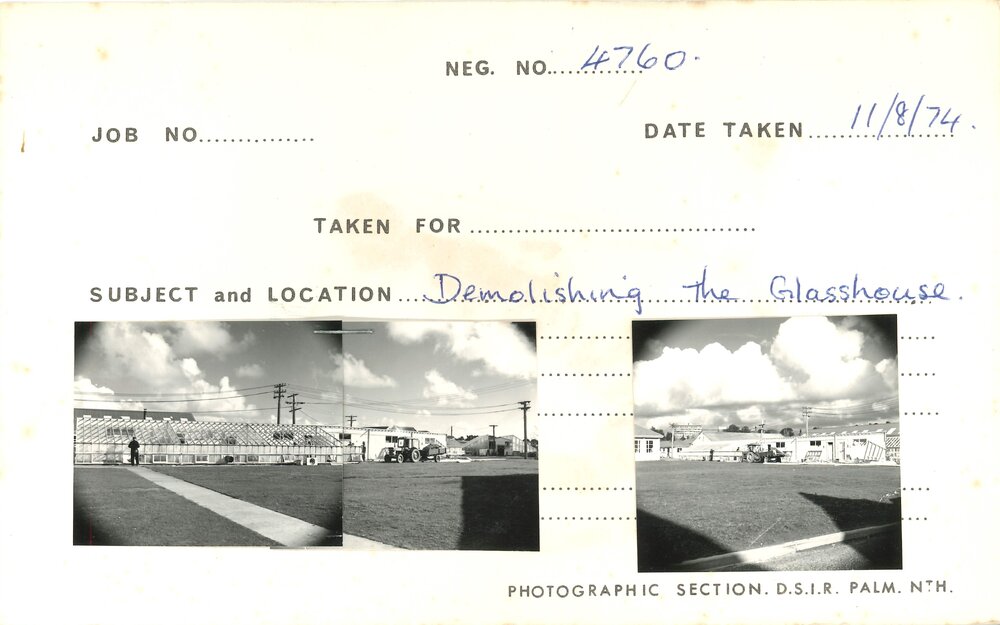 NEG. NO. 4760.
JOB NO.
DATE TAKEN 11/8/74.
TAKEN FOR
SUBJECT and LOCATION Demolishing the Glasshouse.
PHOTOGRAPHIC SECTION. D.S.I.R. PALM. NTH.